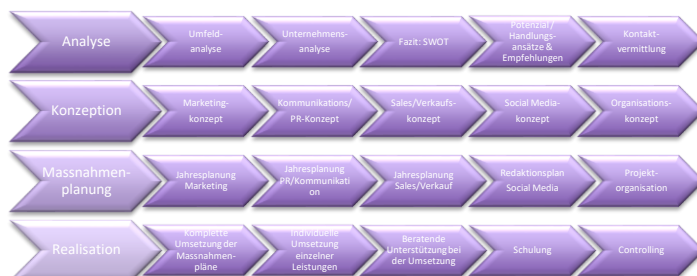 Analyse
Umfeld-
analyse
Unternehmens-
analyse
Fazit: SWOT
Potenzial /
Handlungs-
ansätze &
Empfehlungen
Kontakt-
vermittlung
Konzeption
Marketing-
konzept
Kommunikations/
PR-Konzept
Sales/Verkaufs-
konzept
Social Media-
konzept
Organisations-
konzept
Massnahmen-
planung
Jahresplanung
Marketing
Jahresplanung
PR/Kommunikati
on
Jahresplanung
Sales/Verkauf
Redaktionsplan
Social Media
Projekt-
organisation
Realisation
Komplette
Umsetzung der
Massnahmen-
pläne
Individuelle
Umsetzung
einzelner
Leistungen
Beratende
Unterstützung bei
der Umsetzung
Schulung
Controlling